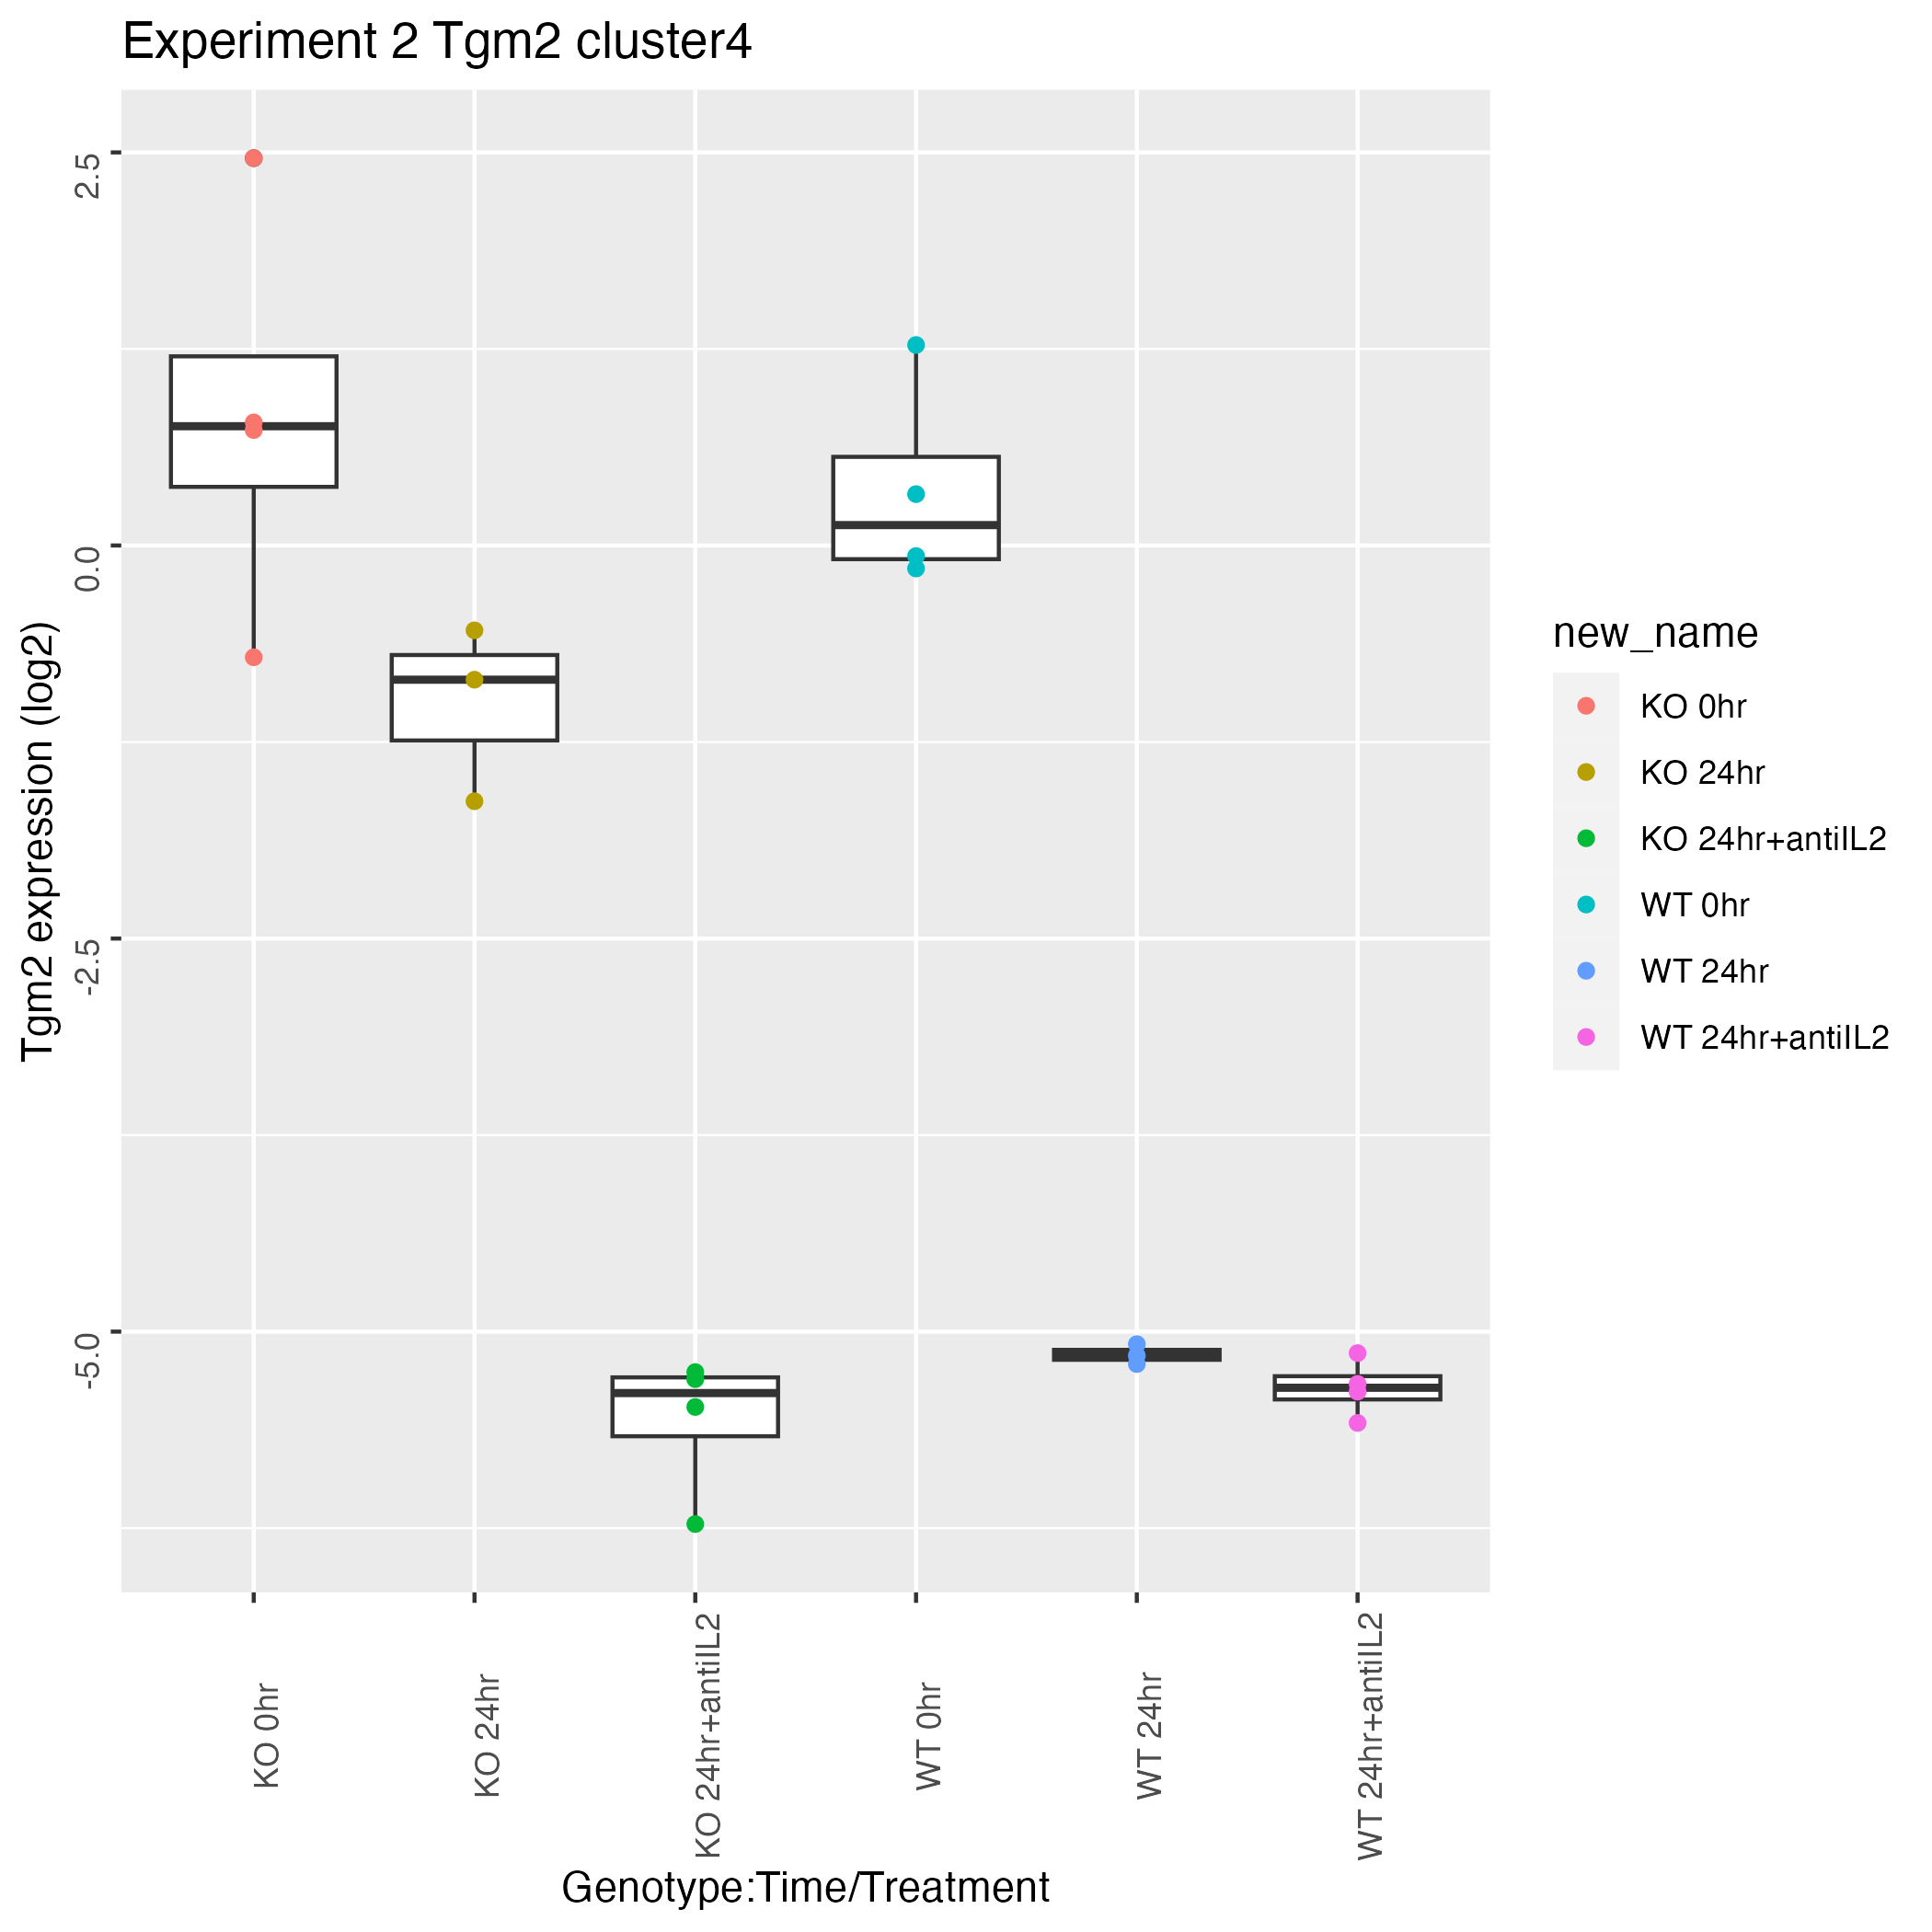 Experiment 2 Tgm2 cluster4
Tgm2 expression (log2)
2.5
0.0
-2.5
-5.0
KO 0hr
KO 24hr
KO 24hr+antiIL2
WT 0hr
WT 24hr
WT 24hr+antiIL2
Genotype:Time/Treatment
new_name
KO 0hr
KO 24hr
KO 24hr+antiIL2
WT 0hr
WT 24hr
WT 24hr+antiIL2